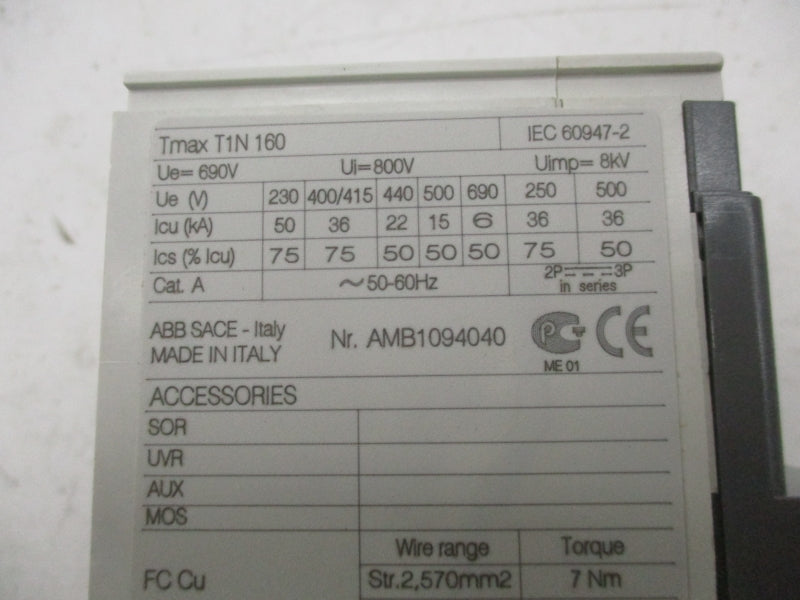 Tmax T1N 160 IEC 60947-2
Ue= 690V Ui=800V Uimp= 8kV
Ue (V) 230 400/415 440 500 690 250 500
Icu (kA) 50 36 22 15 6 36 36
Ics (% Icu) 75 75 50 50 50 75 50
Cat. A ~50-60Hz 2P 3P
in series
ABB SACE - Italy
MADE IN ITALY
Nr. AMB1094040
PG CE
ME 01
ACCESSORIES
SOR
UVR
AUX
MOS
Wire range Torque
FC Cu Str.2,570mm2 7 Nm